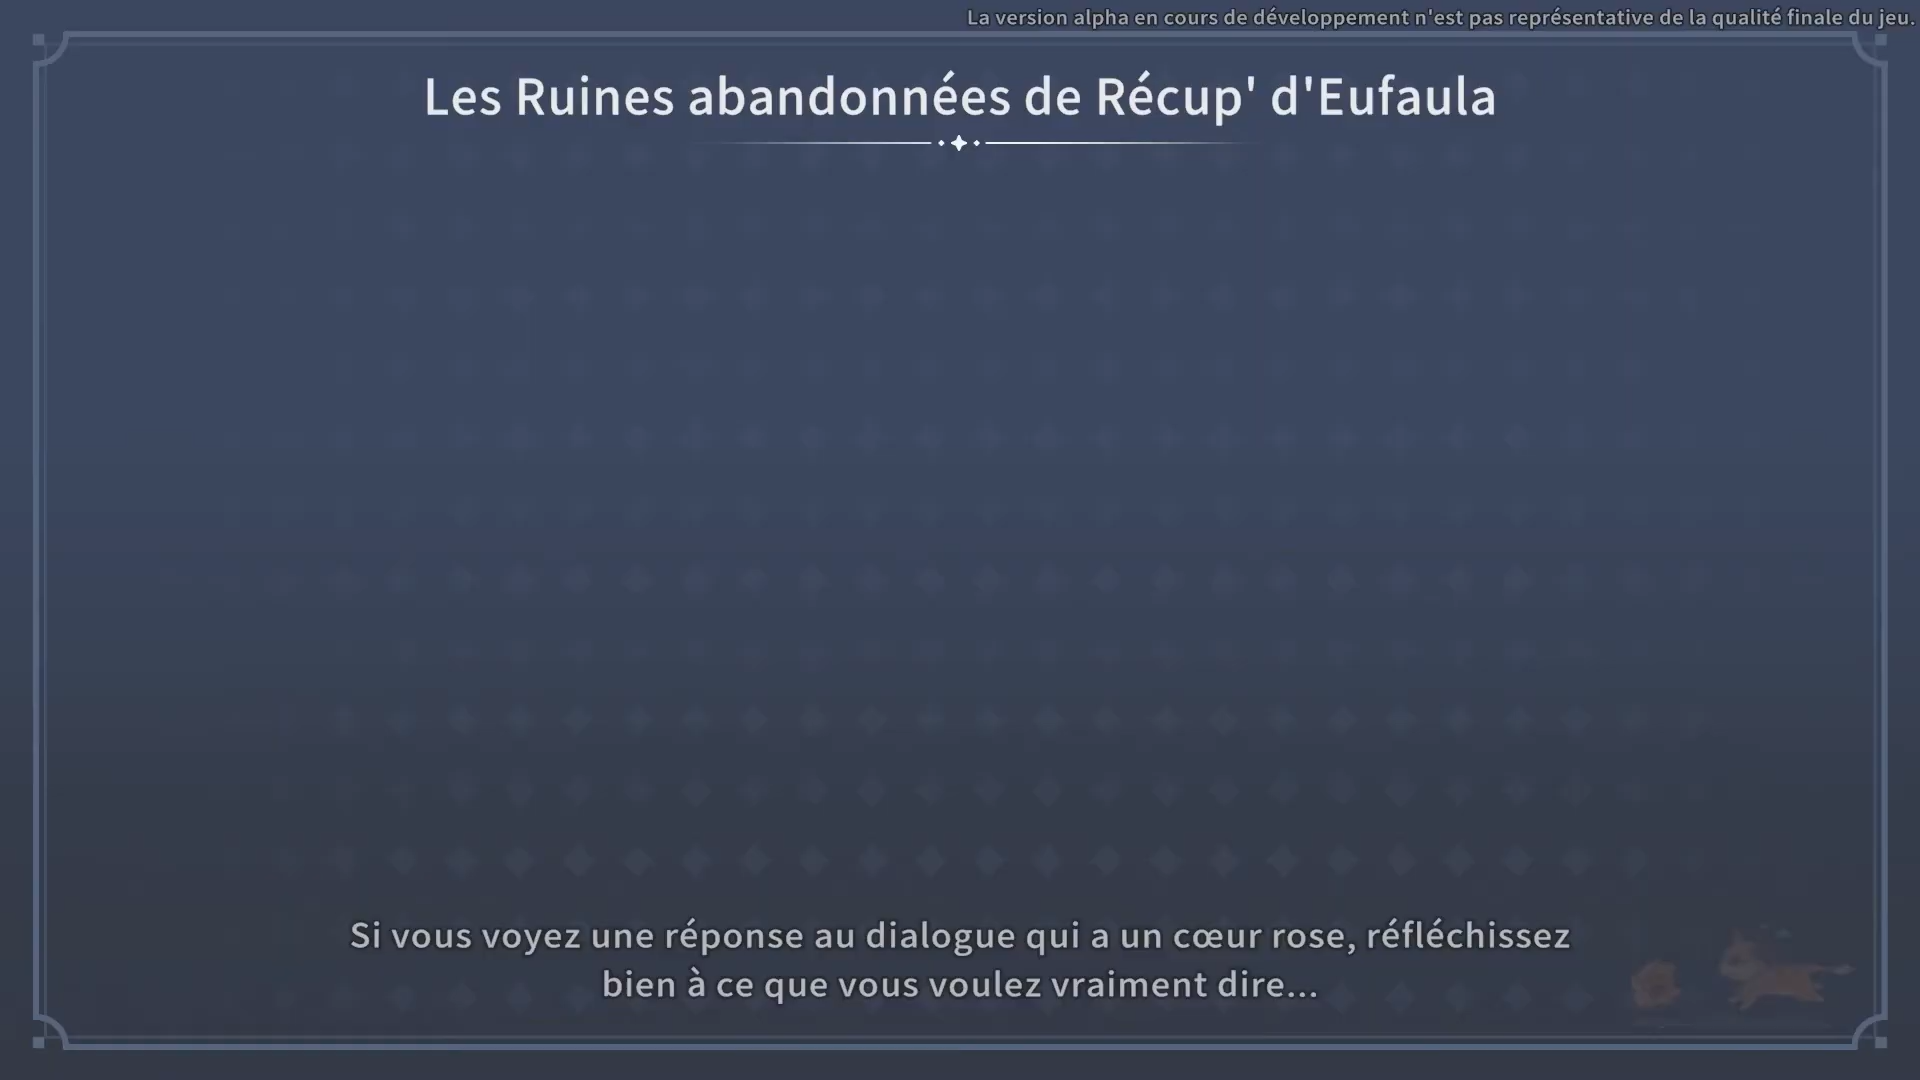 La version alpha en cours de développement n'est pas représentative de la qualité finale du jeu.
Les Ruines abandonnées de Récup' d'Eufaula
Si vous voyez une réponse au dialogue qui a un cœur rose, réfléchissez
bien à ce que vous voulez vraiment dire...